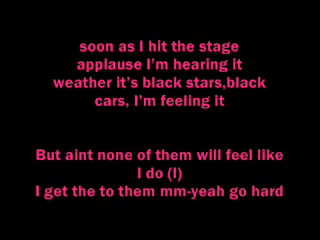 soon as I hit the stage
applause I'm hearing it
weather it's black stars,black
cars, I'm feeling it
But aint none of them will feel like
I do (I)
I get the to them mm-yeah go hard